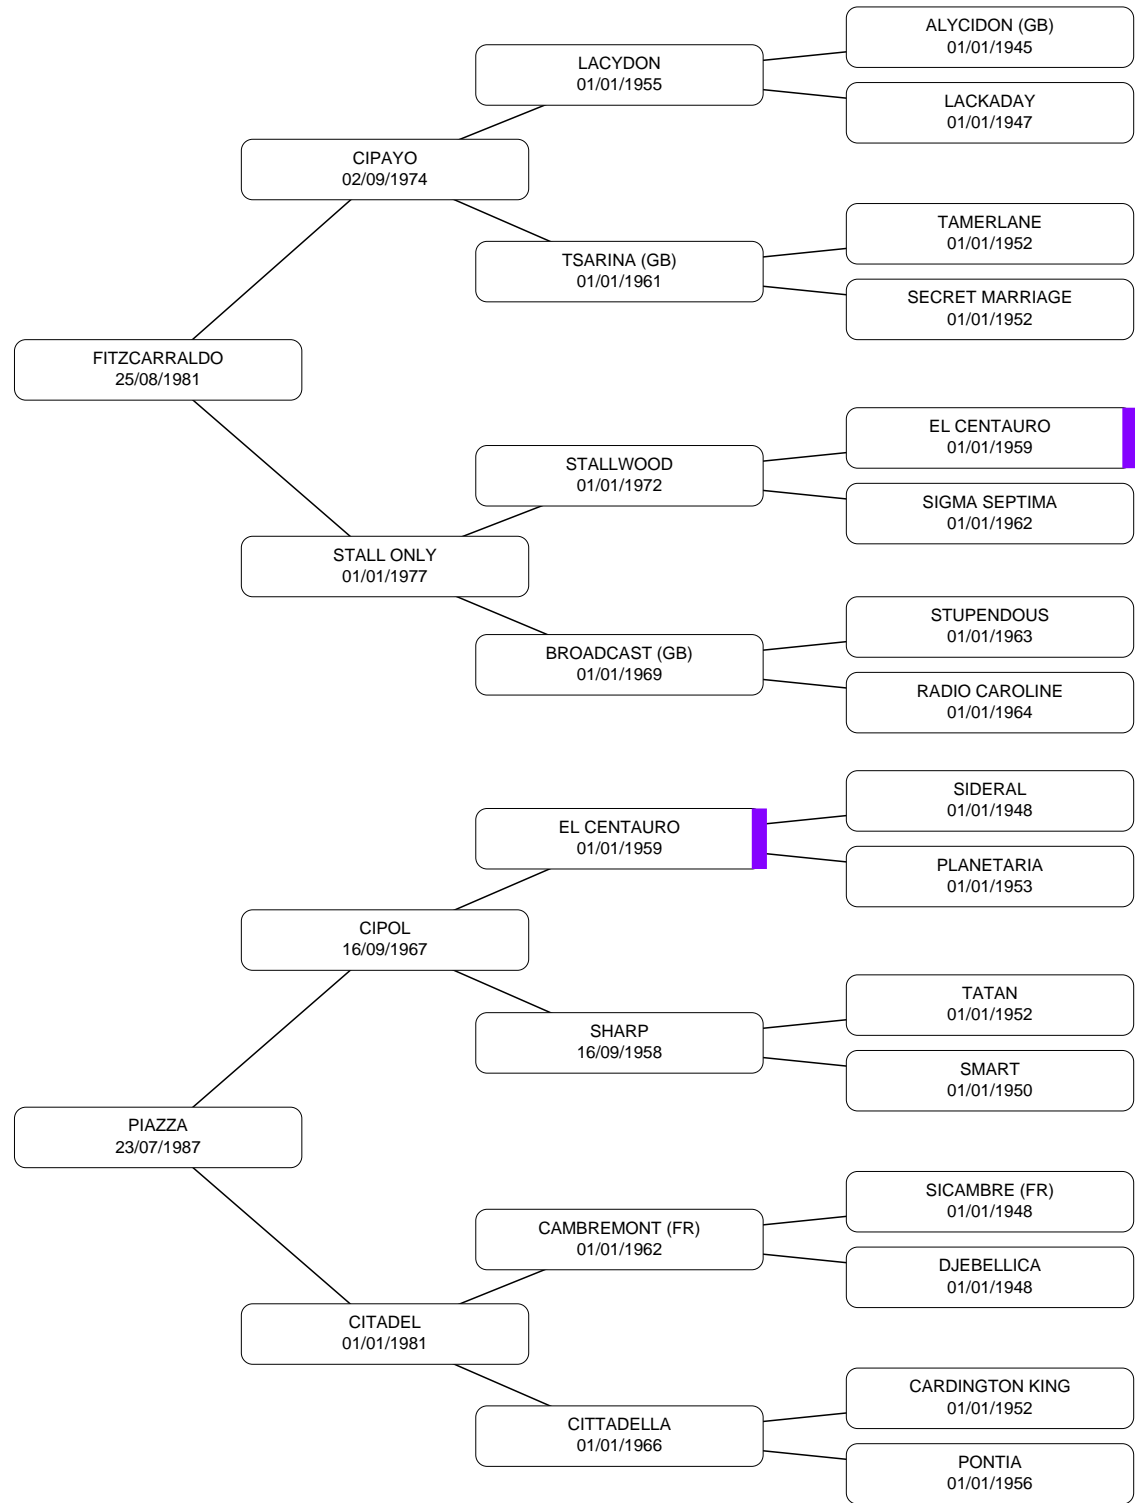 ALYCIDON (GB)
01/01/1945
LACYDON
01/01/1955
LACKADAY
01/01/1947
CIPAYO
02/09/1974
TAMERLANE
01/01/1952
TSARINA (GB)
01/01/1961
SECRET MARRIAGE
01/01/1952
FITZCARRALDO
25/08/1981
EL CENTAURO
01/01/1959
STALLWOOD
01/01/1972
SIGMA SEPTIMA
01/01/1962
STALL ONLY
01/01/1977
STUPENDOUS
01/01/1963
BROADCAST (GB)
01/01/1969
RADIO CAROLINE
01/01/1964
SIDERAL
01/01/1948
EL CENTAURO
01/01/1959
PLANETARIA
01/01/1953
CIPOL
16/09/1967
TATAN
01/01/1952
SHARP
16/09/1958
SMART
01/01/1950
PIAZZA
23/07/1987
SICAMBRE (FR)
01/01/1948
CAMBREMONT (FR)
01/01/1962
DJEBELLICA
01/01/1948
CITADEL
01/01/1981
CARDINGTON KING
01/01/1952
CITTADELLA
01/01/1966
PONTIA
01/01/1956